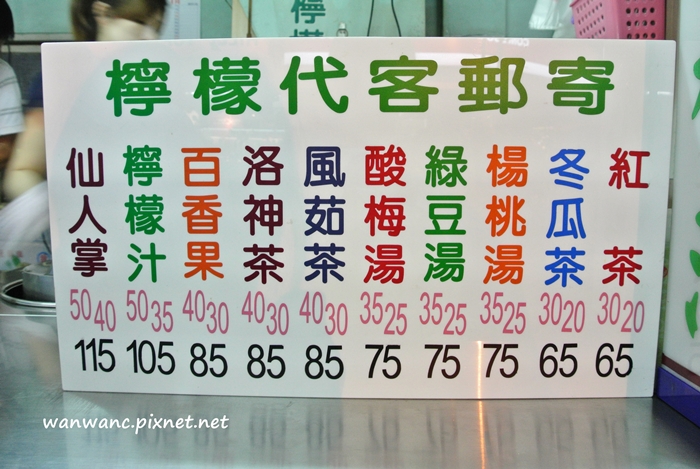 檸檬
檸檬代客郵寄
仙人掌 檸檬汁 百香果 洛神茶 風茹茶 酸梅湯 綠豆湯 楊桃湯 冬瓜茶 紅茶
50 40 50 35 40 30 40 30 40 30 35 25 35 25 35 25 30 20 30 20
115 105 85 85 85 75 75 75 65 65
wanwanc.pixnet.net